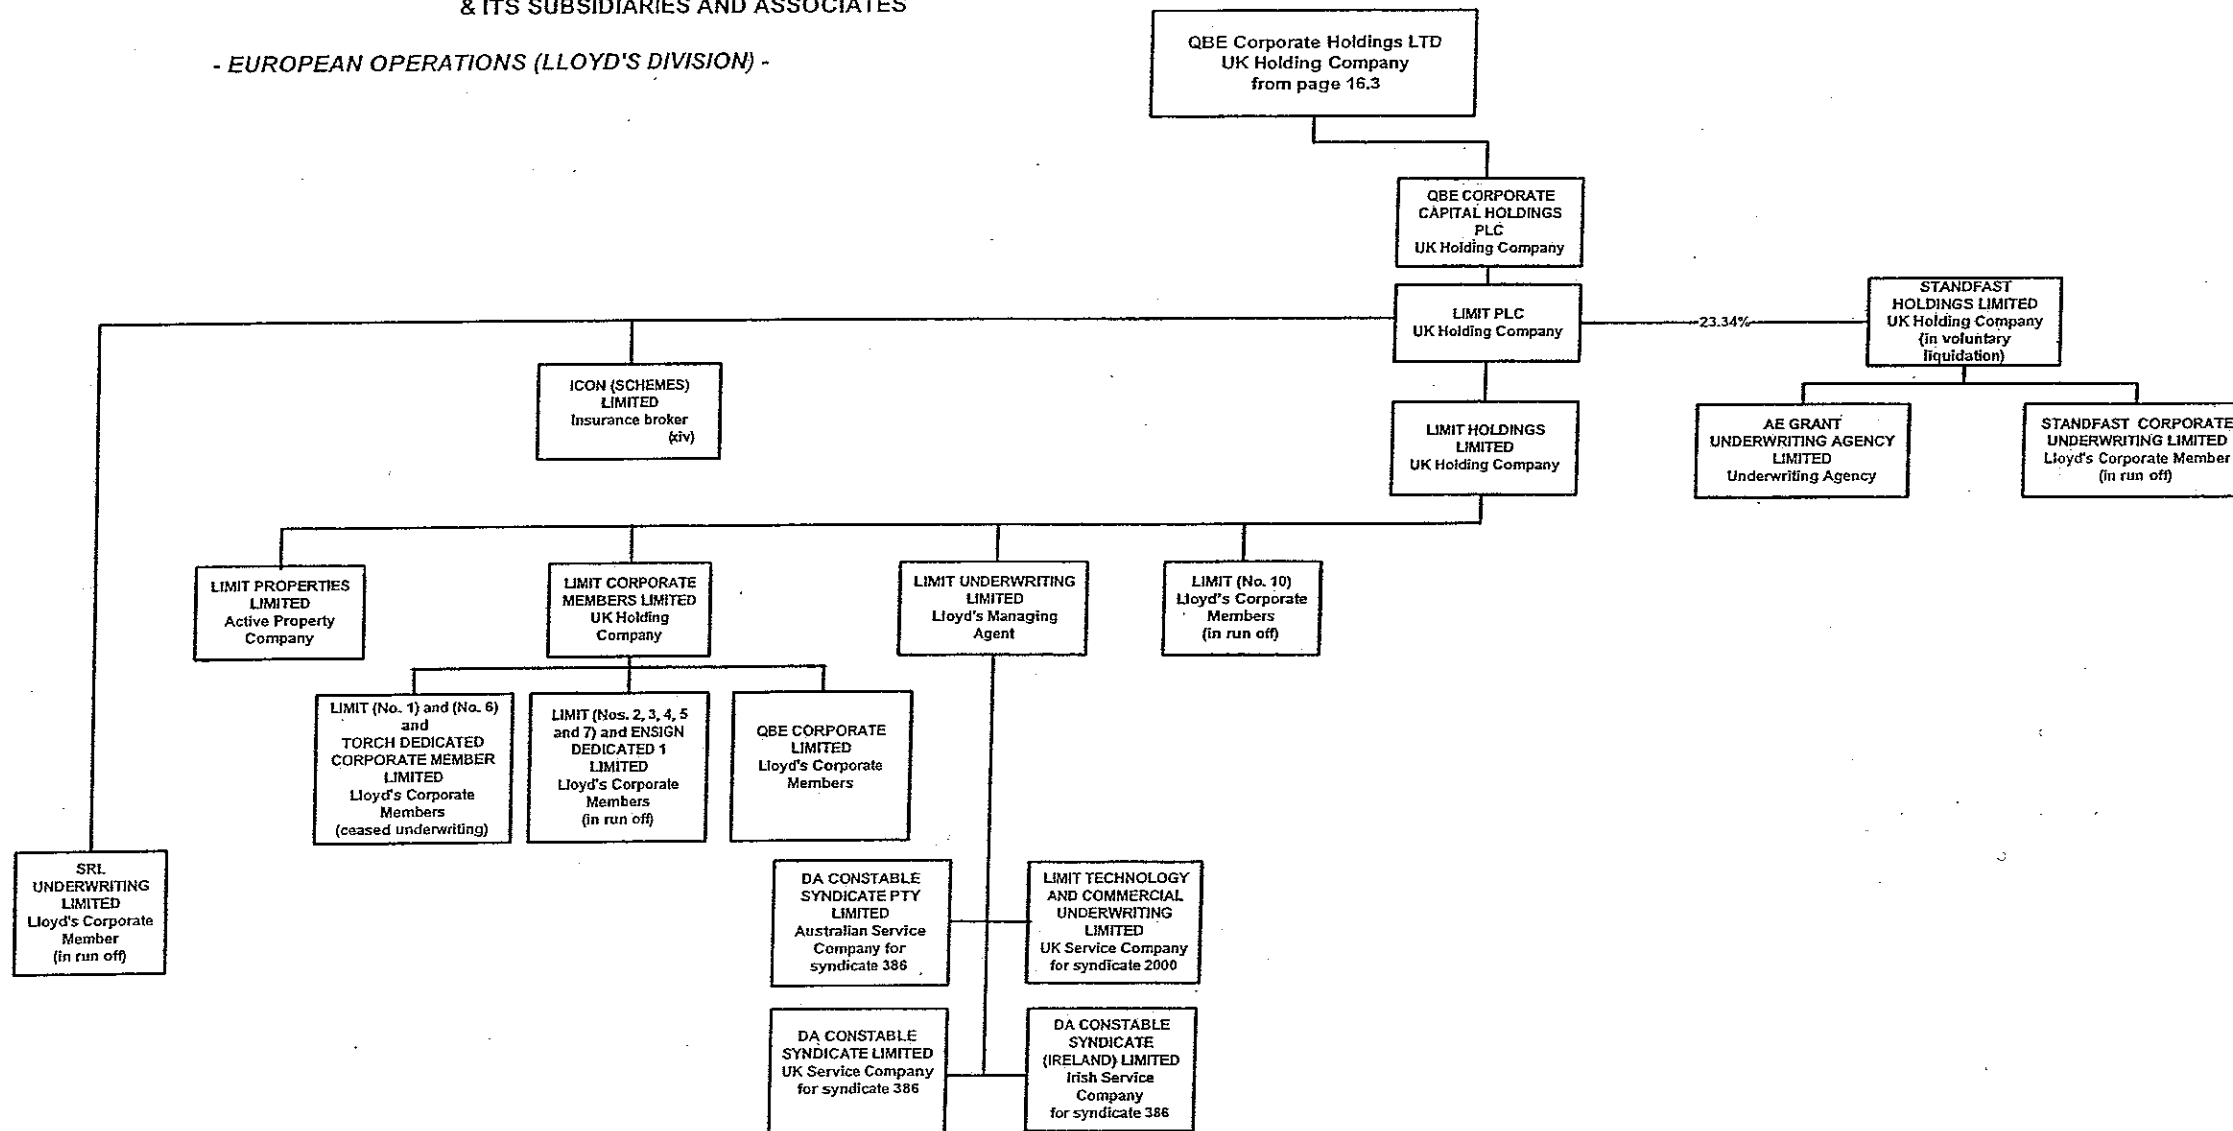 & ITS SUBSIDIARIES AND ASSOCIATES
- EUROPEAN OPERATIONS (LLOYD'S DIVISION) -
QBE Corporate Holdings LTD
UK Holding Company
from page 16.3
QBE CORPORATE
CAPITAL HOLDINGS
PLC
UK Holding Company
LIMIT PLC
UK Holding Company
23.34%
STANDFAST
HOLDINGS LIMITED
UK Holding Company
(in voluntary
liquidation)
ICON (SCHEMES)
LIMITED
Insurance broker
(xiv)
LIMIT HOLDINGS
LIMITED
UK Holding Company
AE GRANT
UNDERWRITING AGENCY
LIMITED
Underwriting Agency
STANDFAST CORPORATE
UNDERWRITING LIMITED
Lloyd's Corporate Member
(in run off)
LIMIT PROPERTIES
LIMITED
Active Property
Company
LIMIT CORPORATE
MEMBERS LIMITED
UK Holding
Company
LIMIT UNDERWRITING
LIMITED
Lloyd's Managing
Agent
LIMIT (No. 10)
Lloyd's Corporate
Members
(in run off)
LIMIT (No. 1) and (No. 6)
and
TORCH DEDICATED
CORPORATE MEMBER
LIMITED
Lloyd's Corporate
Members
(ceased underwriting)
LIMIT (Nos. 2, 3, 4, 5
and 7) and ENSIGN
DEDICATED 1
LIMITED
Lloyd's Corporate
Members
(in run off)
QBE CORPORATE
LIMITED
Lloyd's Corporate
Members
SRL
UNDERWRITING
LIMITED
Lloyd's Corporate
Member
(in run off)
DA CONSTABLE
SYNDICATE PTY
LIMITED
Australian Service
Company for
syndicate 386
LIMIT TECHNOLOGY
AND COMMERCIAL
UNDERWRITING
LIMITED
UK Service Company
for syndicate 2000
DA CONSTABLE
SYNDICATE LIMITED
UK Service Company
for syndicate 386
DA CONSTABLE
SYNDICATE
(IRELAND) LIMITED
Irish Service
Company
for syndicate 386